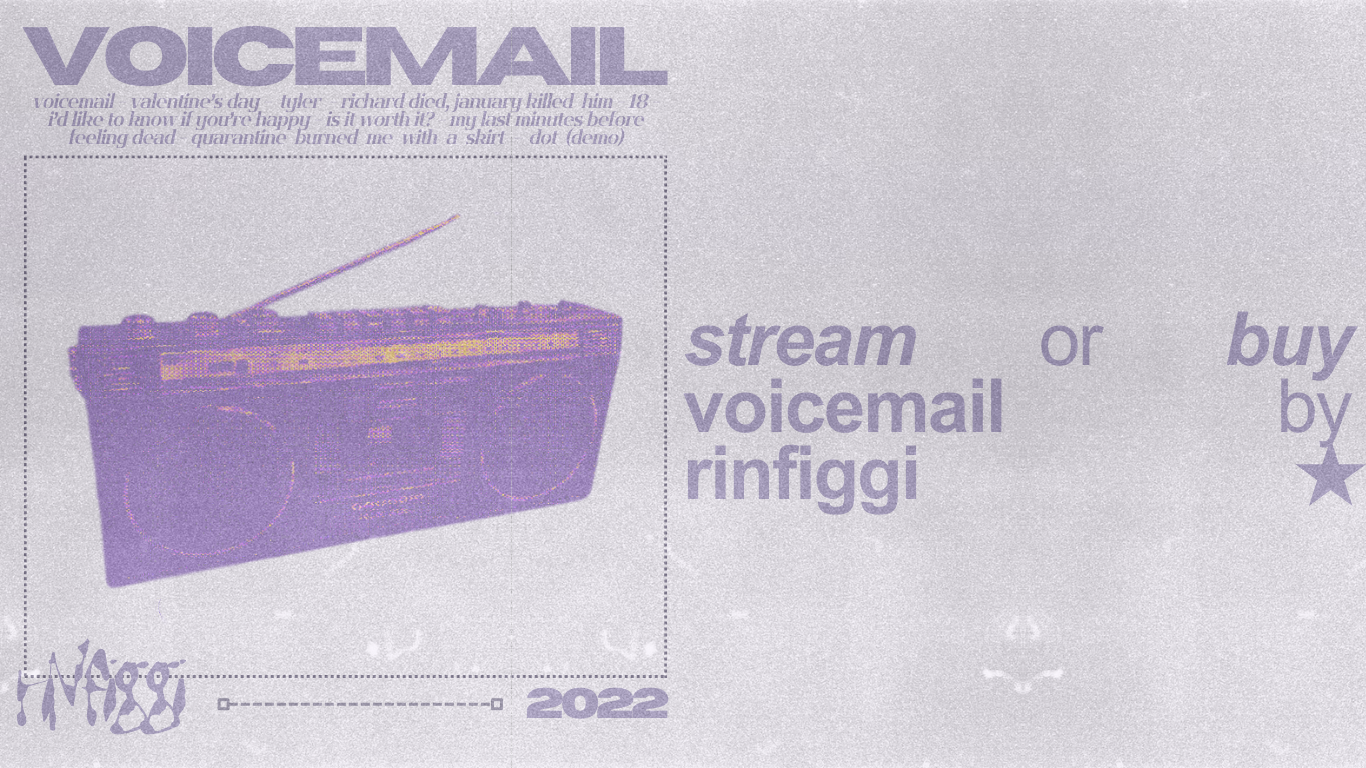 VOICEMAIL
voicemail valentine's day tyler richard died, january killed him 18
i'd like to know if you're happy is it worth it? my last minutes before
feeling dead quarantine burned me with a skirt dot (demo)
rinfiggi
2022
stream or buy
voicemail by
rinfiggi ★